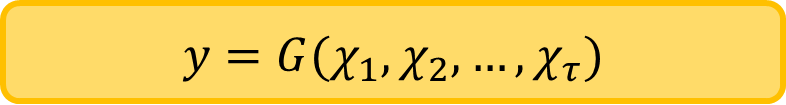 𝑦 = 𝐺(𝜒₁, 𝜒₂, … , 𝜒_𝜏)